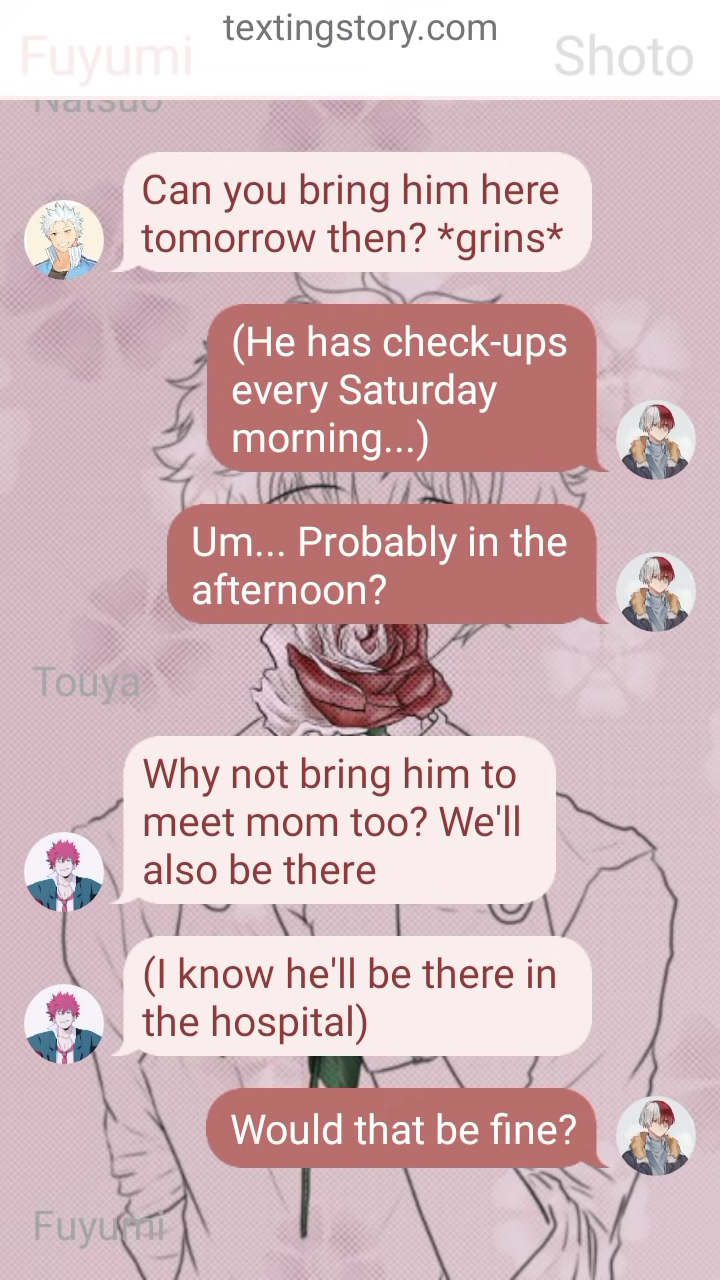 textingstory.com
Fuyumi
Shoto
Natsuo
Can you bring him here
tomorrow then? *grins*
(He has check-ups
every Saturday
morning...)
Um... Probably in the
afternoon?
Touya
Why not bring him to
meet mom too? We'll
also be there
(I know he'll be there in
the hospital)
Would that be fine?
Fuyumi